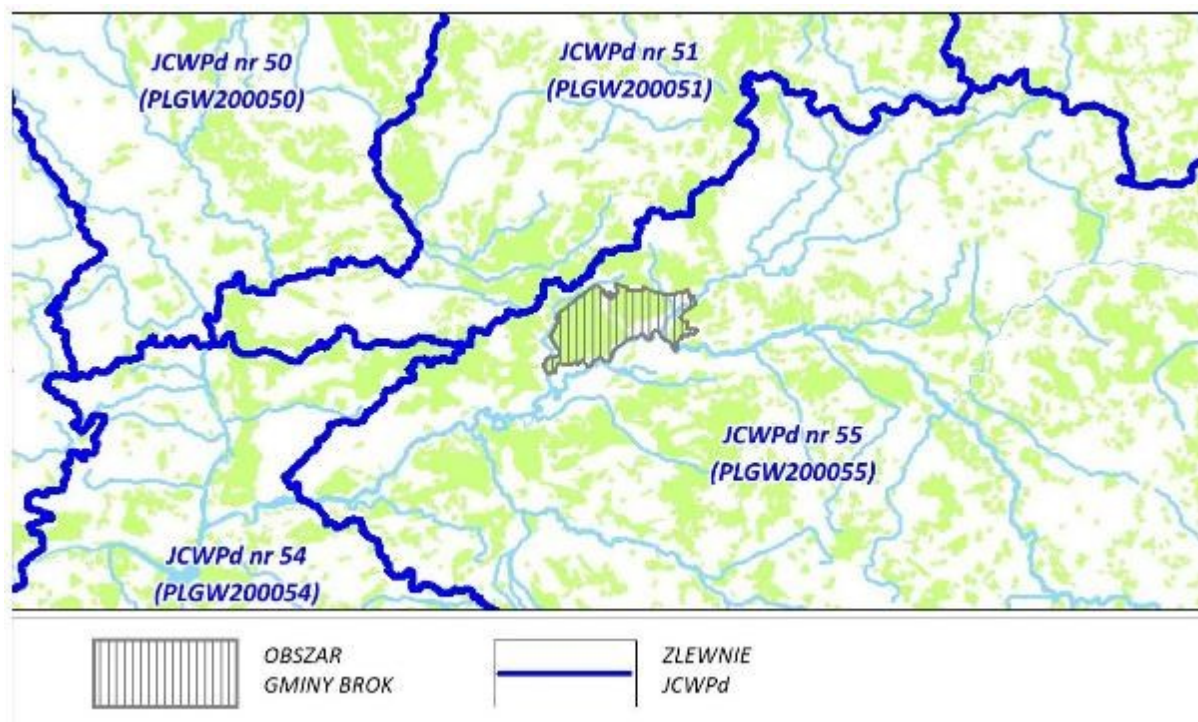 JCWPd nr 50
(PLGW200050)
JCWPd nr 51
(PLGW200051)
JCWPd nr 55
(PLGW200055)
JCWPd nr 54
(PLGW200054)
OBSZAR
GMINY BROK
ZLEWNIE
JCWPd